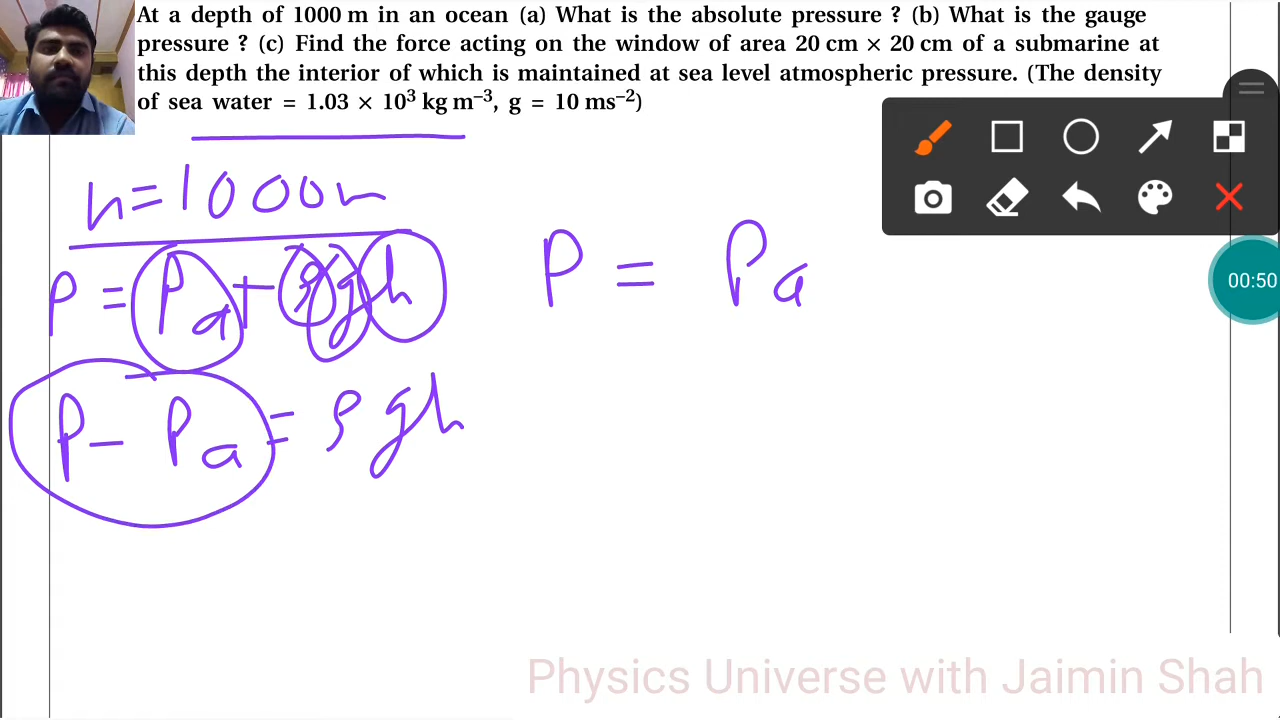 At a depth of 1000 m in an ocean (a) What is the absolute pressure ? (b) What is the gauge
pressure ? (c) Find the force acting on the window of area 20 cm × 20 cm of a submarine at
this depth the interior of which is maintained at sea level atmospheric pressure. (The density
of sea water = 1.03 × 10³ kg m⁻³, g = 10 ms⁻²)
h = 1000m
P = Pa + ρgh
P = Pa
P - Pa = ρgh
00:50
Physics Universe with Jaimin Shah